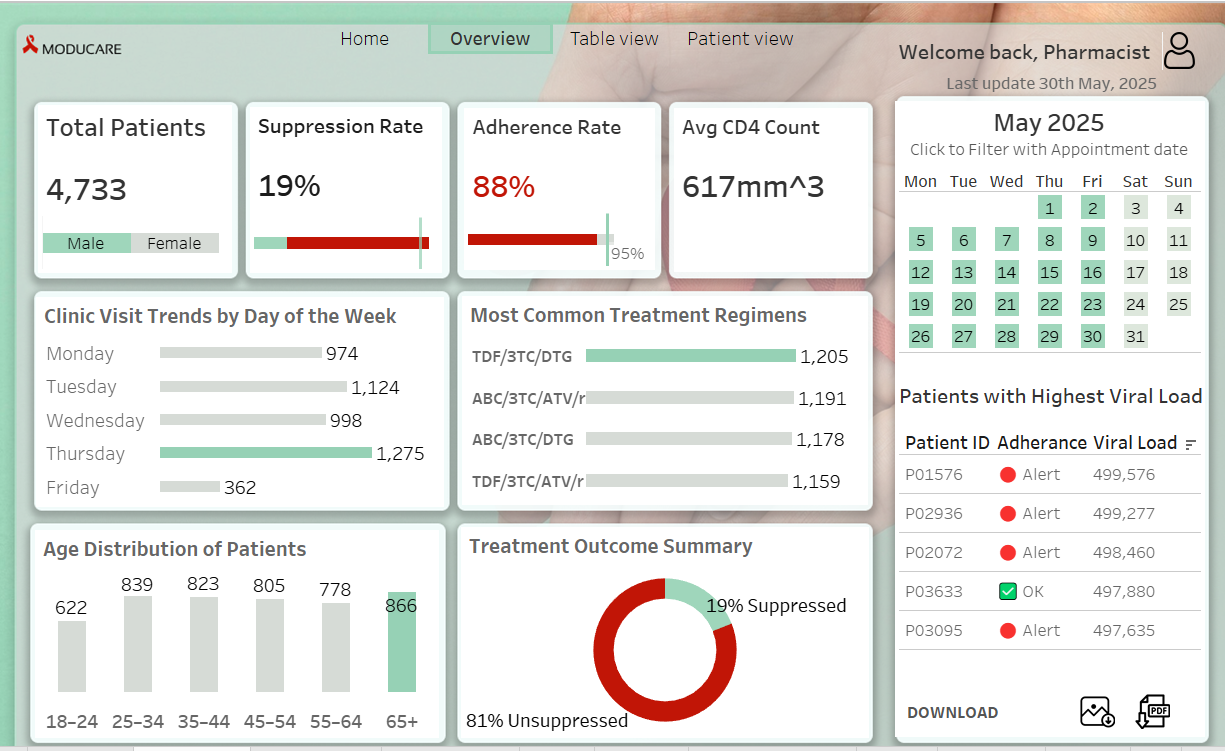 MODUCARE
Home Overview Table view Patient view
Welcome back, Pharmacist
Last update 30th May, 2025
Total Patients
4,733
Male Female
Suppression Rate
19%
Adherence Rate
88%
95%
Avg CD4 Count
617mm^3
May 2025
Click to Filter with Appointment date
Mon Tue Wed Thu Fri Sat Sun
1 2 3 4
5 6 7 8 9 10 11
12 13 14 15 16 17 18
19 20 21 22 23 24 25
26 27 28 29 30 31
Clinic Visit Trends by Day of the Week
Monday 974
Tuesday 1,124
Wednesday 998
Thursday 1,275
Friday 362
Most Common Treatment Regimens
TDF/3TC/DTG 1,205
ABC/3TC/ATV/r 1,191
ABC/3TC/DTG 1,178
TDF/3TC/ATV/r 1,159
Patients with Highest Viral Load
Patient ID Adherance Viral Load
P01576 Alert 499,576
P02936 Alert 499,277
P02072 Alert 498,460
P03633 OK 497,880
P03095 Alert 497,635
Age Distribution of Patients
622 839 823 805 778 866
18–24 25–34 35–44 45–54 55–64 65+
Treatment Outcome Summary
19% Suppressed
81% Unsuppressed
DOWNLOAD
PDF